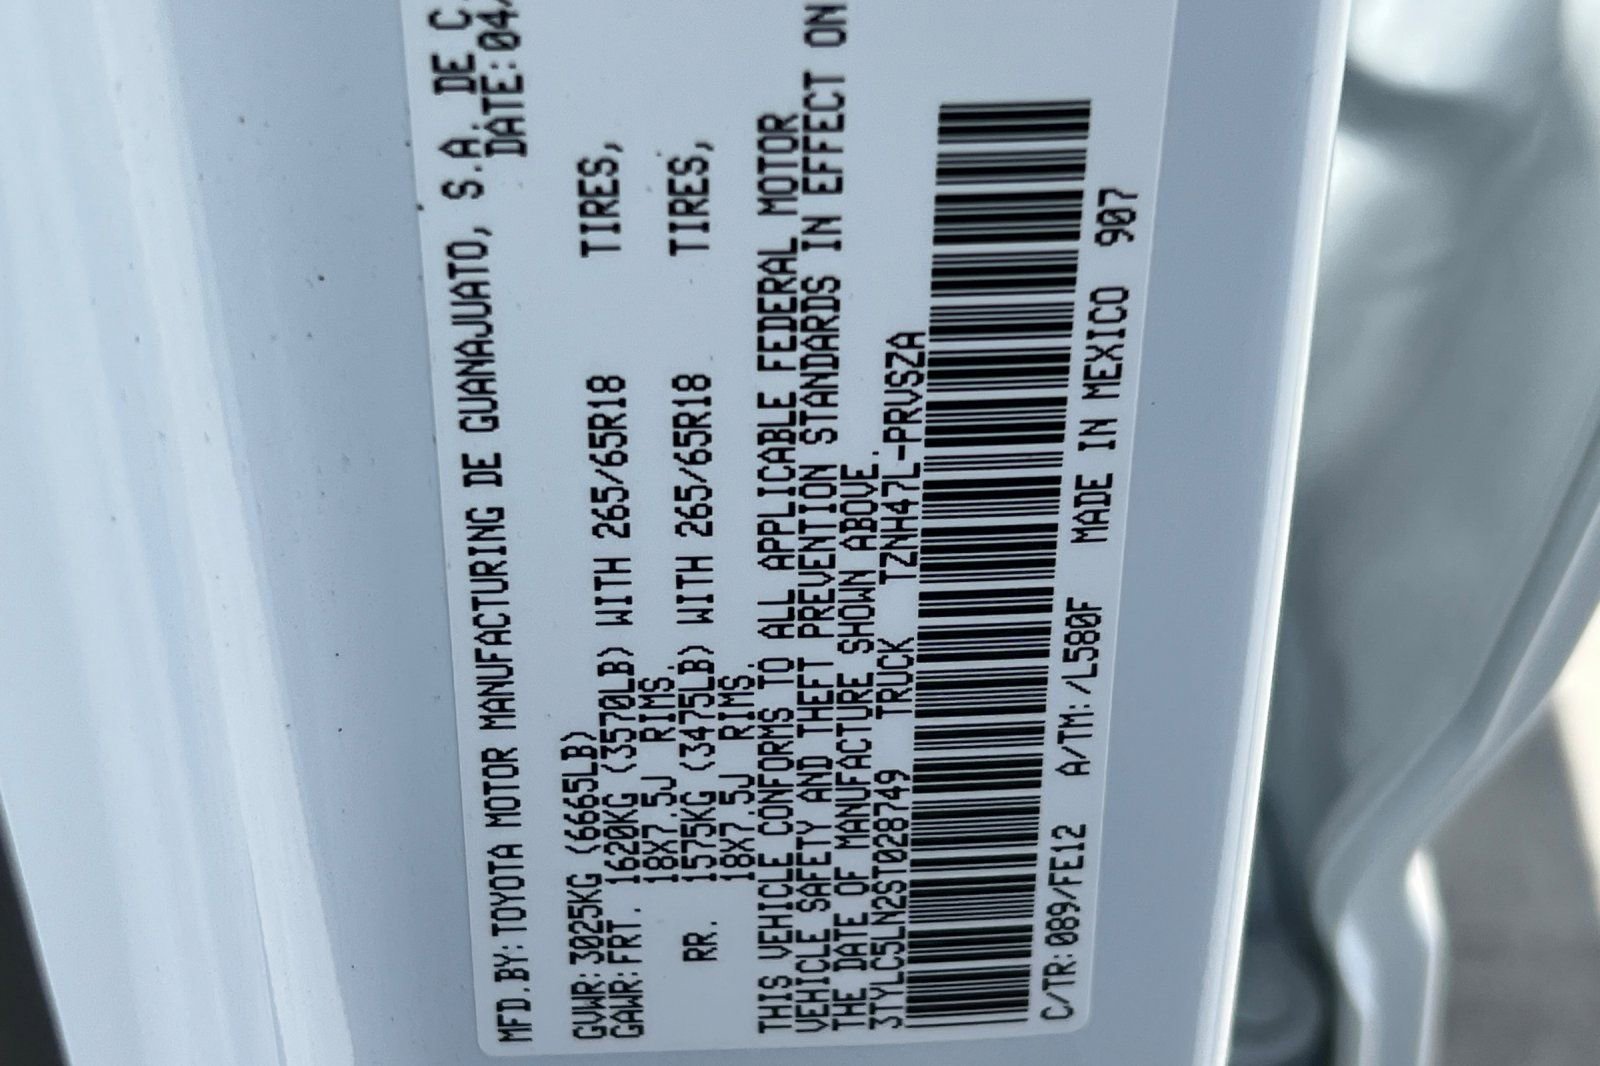 MFD.BY:TOYOTA MOTOR MANUFACTURING DE GUANAJUATO, S.A. DE C.
DATE:04/
GVWR:3025KG (6665LB)
GAWR:FRT. 1620KG (3570LB) WITH 265/65R18 TIRES,
18X7.5J RIMS.
RR. 1575KG (3475LB) WITH 265/65R18 TIRES,
18X7.5J RIMS.
THIS VEHICLE CONFORMS TO ALL APPLICABLE FEDERAL MOTOR
VEHICLE SAFETY AND THEFT PREVENTION STANDARDS IN EFFECT ON
THE DATE OF MANUFACTURE SHOWN ABOVE.
3TYLC5LN2ST028749 TRUCK TZNH47L-PRVSZA
C/TR:089/FE12 A/TM:/L580F MADE IN MEXICO 907